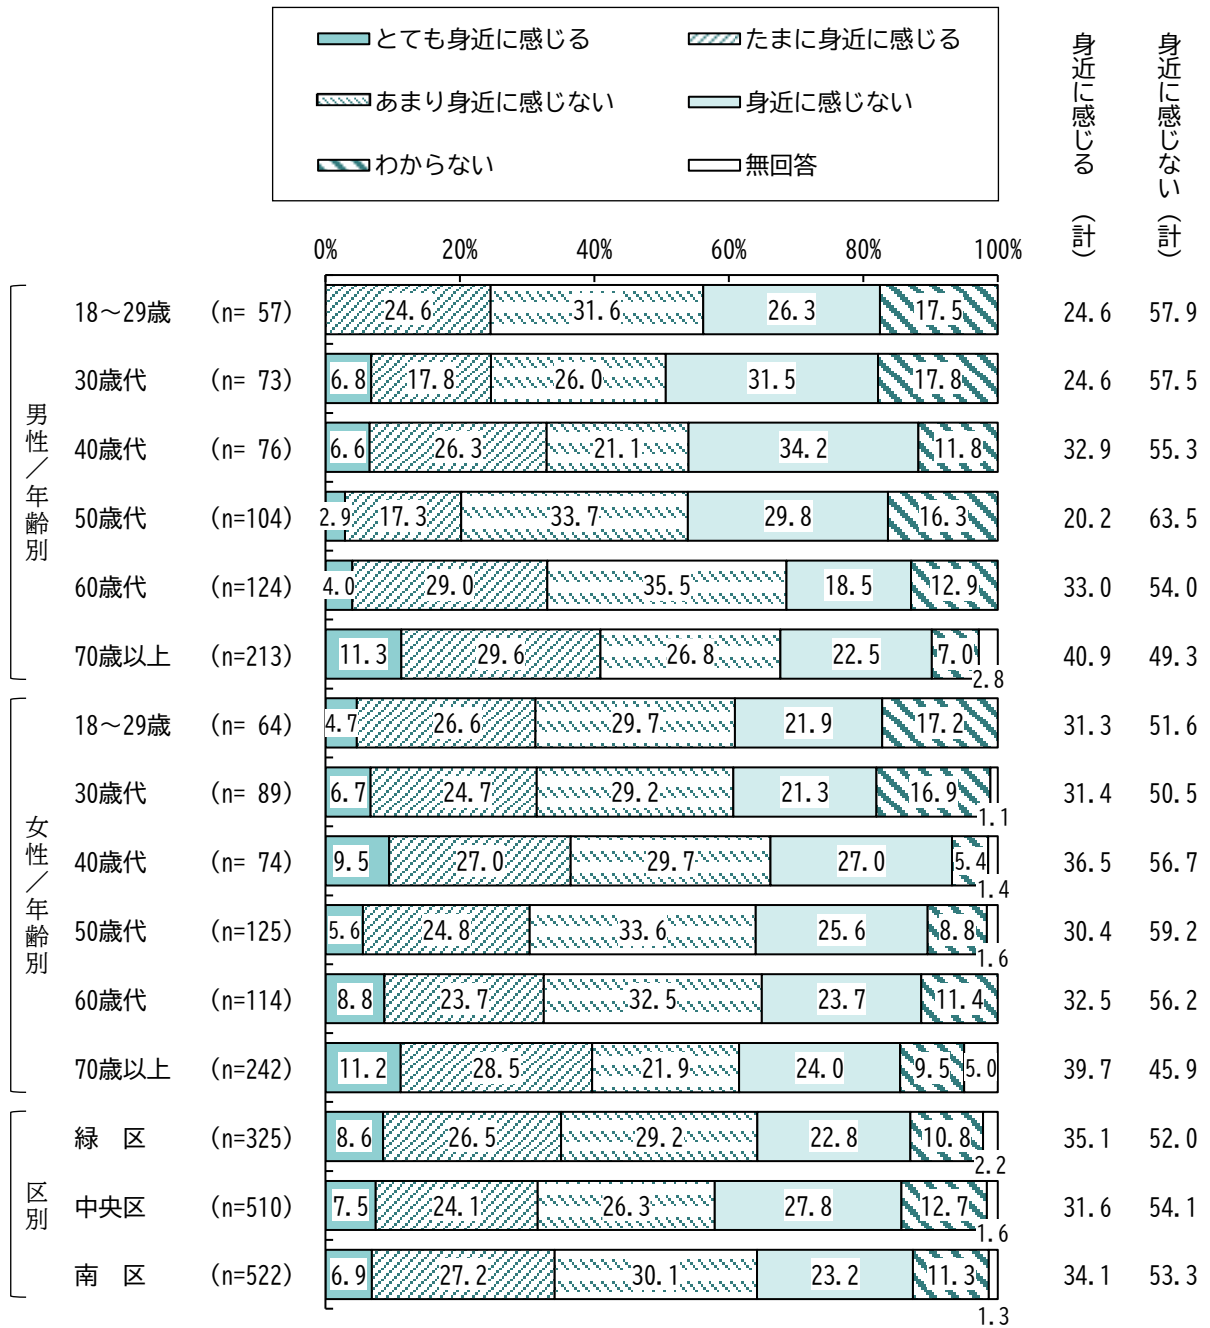 とても身近に感じる たまに身近に感じる
あまり身近に感じない 身近に感じない
わからない 無回答
身近に感じる（計）
身近に感じない（計）
0% 20% 40% 60% 80% 100%
男性／年齢別
18～29歳 (n= 57) 24.6 31.6 26.3 17.5 24.6 57.9
30歳代 (n= 73) 6.8 17.8 26.0 31.5 17.8 24.6 57.5
40歳代 (n= 76) 6.6 26.3 21.1 34.2 11.8 32.9 55.3
50歳代 (n=104) 2.9 17.3 33.7 29.8 16.3 20.2 63.5
60歳代 (n=124) 4.0 29.0 35.5 18.5 12.9 33.0 54.0
70歳以上 (n=213) 11.3 29.6 26.8 22.5 7.0 2.8 40.9 49.3
女性／年齢別
18～29歳 (n= 64) 4.7 26.6 29.7 21.9 17.2 31.3 51.6
30歳代 (n= 89) 6.7 24.7 29.2 21.3 16.9 1.1 31.4 50.5
40歳代 (n= 74) 9.5 27.0 29.7 27.0 5.4 1.4 36.5 56.7
50歳代 (n=125) 5.6 24.8 33.6 25.6 8.8 1.6 30.4 59.2
60歳代 (n=114) 8.8 23.7 32.5 23.7 11.4 32.5 56.2
70歳以上 (n=242) 11.2 28.5 21.9 24.0 9.5 5.0 39.7 45.9
区別
緑　区 (n=325) 8.6 26.5 29.2 22.8 10.8 2.2 35.1 52.0
中央区 (n=510) 7.5 24.1 26.3 27.8 12.7 1.6 31.6 54.1
南　区 (n=522) 6.9 27.2 30.1 23.2 11.3 1.3 34.1 53.3